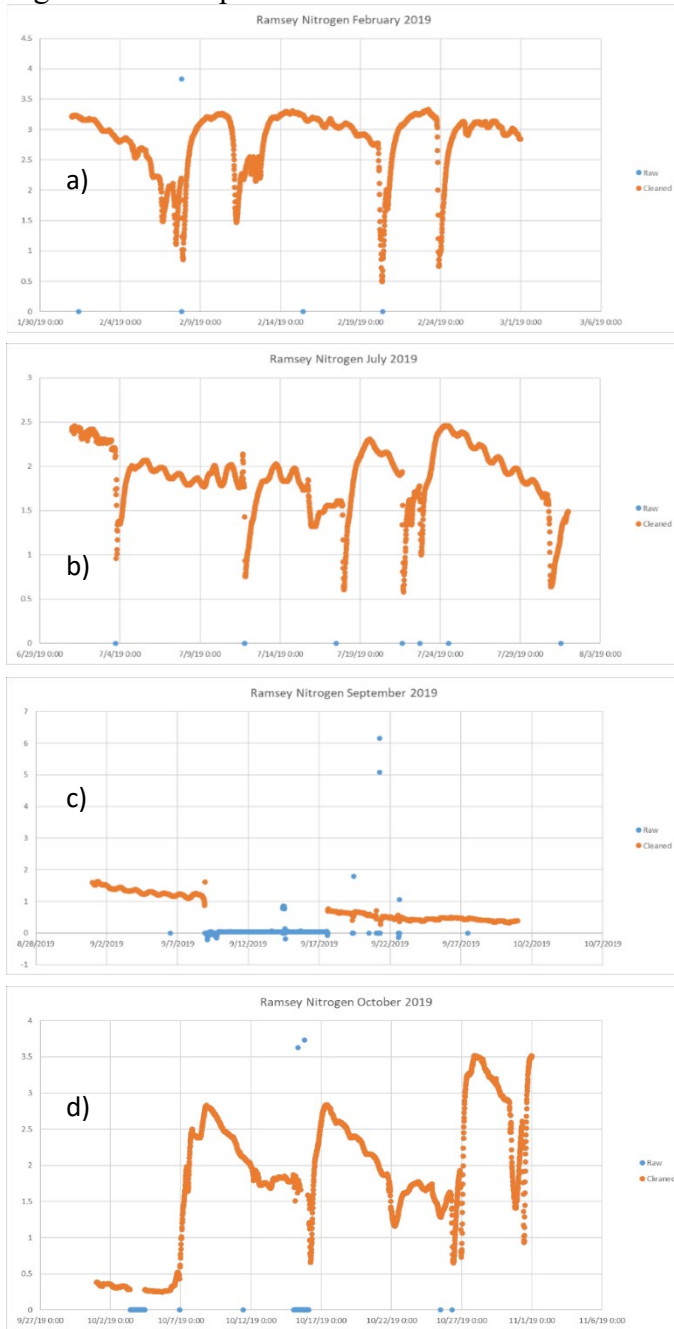 Ramsey Nitrogen February 2019
4.5
4
3.5
3
2.5
2
1.5
1
0.5
0
a)
Raw
Cleaned
1/30/19 0:00 2/4/19 0:00 2/9/19 0:00 2/14/19 0:00 2/19/19 0:00 2/24/19 0:00 3/1/19 0:00 3/6/19 0:00
Ramsey Nitrogen July 2019
3
2.5
2
1.5
1
0.5
0
b)
Raw
Cleaned
6/29/19 0:00 7/4/19 0:00 7/9/19 0:00 7/14/19 0:00 7/19/19 0:00 7/24/19 0:00 7/29/19 0:00 8/3/19 0:00
Ramsey Nitrogen September 2019
7
6
5
4
3
2
1
0
-1
c)
Raw
Cleaned
8/28/2019 9/2/2019 9/7/2019 9/12/2019 9/17/2019 9/22/2019 9/27/2019 10/2/2019 10/7/2019
Ramsey Nitrogen October 2019
4
3.5
3
2.5
2
1.5
1
0.5
0
d)
Raw
Cleaned
9/27/19 0:00 10/2/19 0:00 10/7/19 0:00 10/12/19 0:00 10/17/19 0:00 10/22/19 0:00 10/27/19 0:00 11/1/19 0:00 11/6/19 0:00